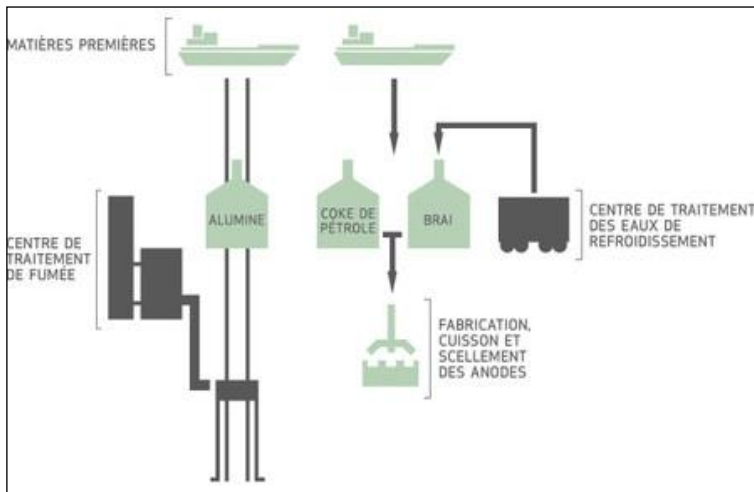 MATIÈRES PREMIÈRES
ALUMINE
COKE DE
PÉTROLE
BRAI
CENTRE DE TRAITEMENT
DES EAUX DE
REFROIDISSEMENT
CENTRE DE
TRAITEMENT
DE FUMÉE
FABRICATION,
CUISSON ET
SCELLEMENT
DES ANODES